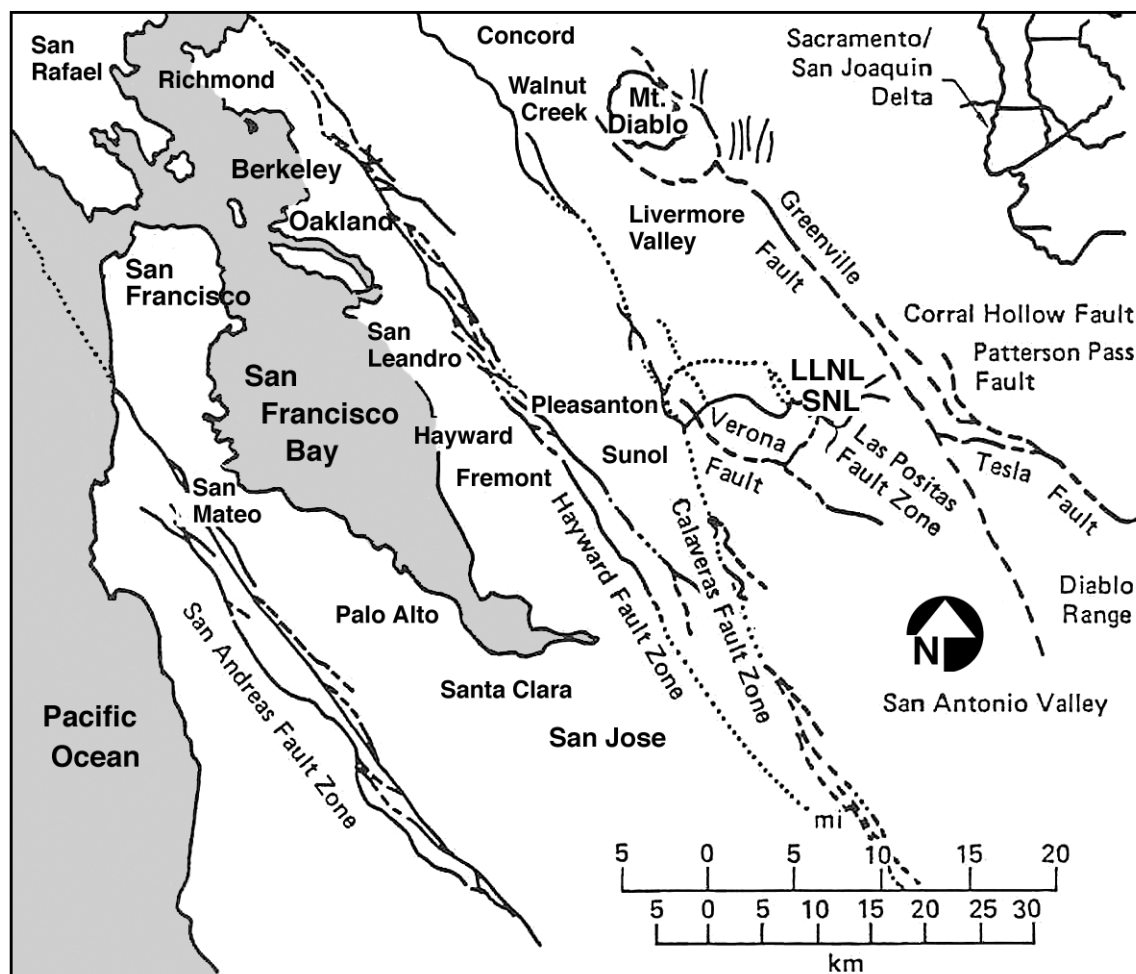 San
Rafael
Richmond
Concord
Walnut
Creek
Mt.
Diablo
Sacramento/
San Joaquin
Delta
Berkeley
Oakland
Livermore
Valley
Greenville
Fault
San
Francisco
San
Leandro
Corral Hollow Fault
Patterson Pass
Fault
LLNL
SNL
San
Francisco
Bay
Pleasanton
Verona
Fault
Las Positas
Fault Zone
Tesla
Fault
Hayward
Sunol
Fremont
San
Mateo
Hayward Fault Zone
Calaveras Fault Zone
Diablo
Range
Palo Alto
N
San Andreas Fault Zone
Santa Clara
San Antonio Valley
Pacific
Ocean
San Jose
mi
5 0 5 10 15 20
5 0 5 10 15 20 25 30
km